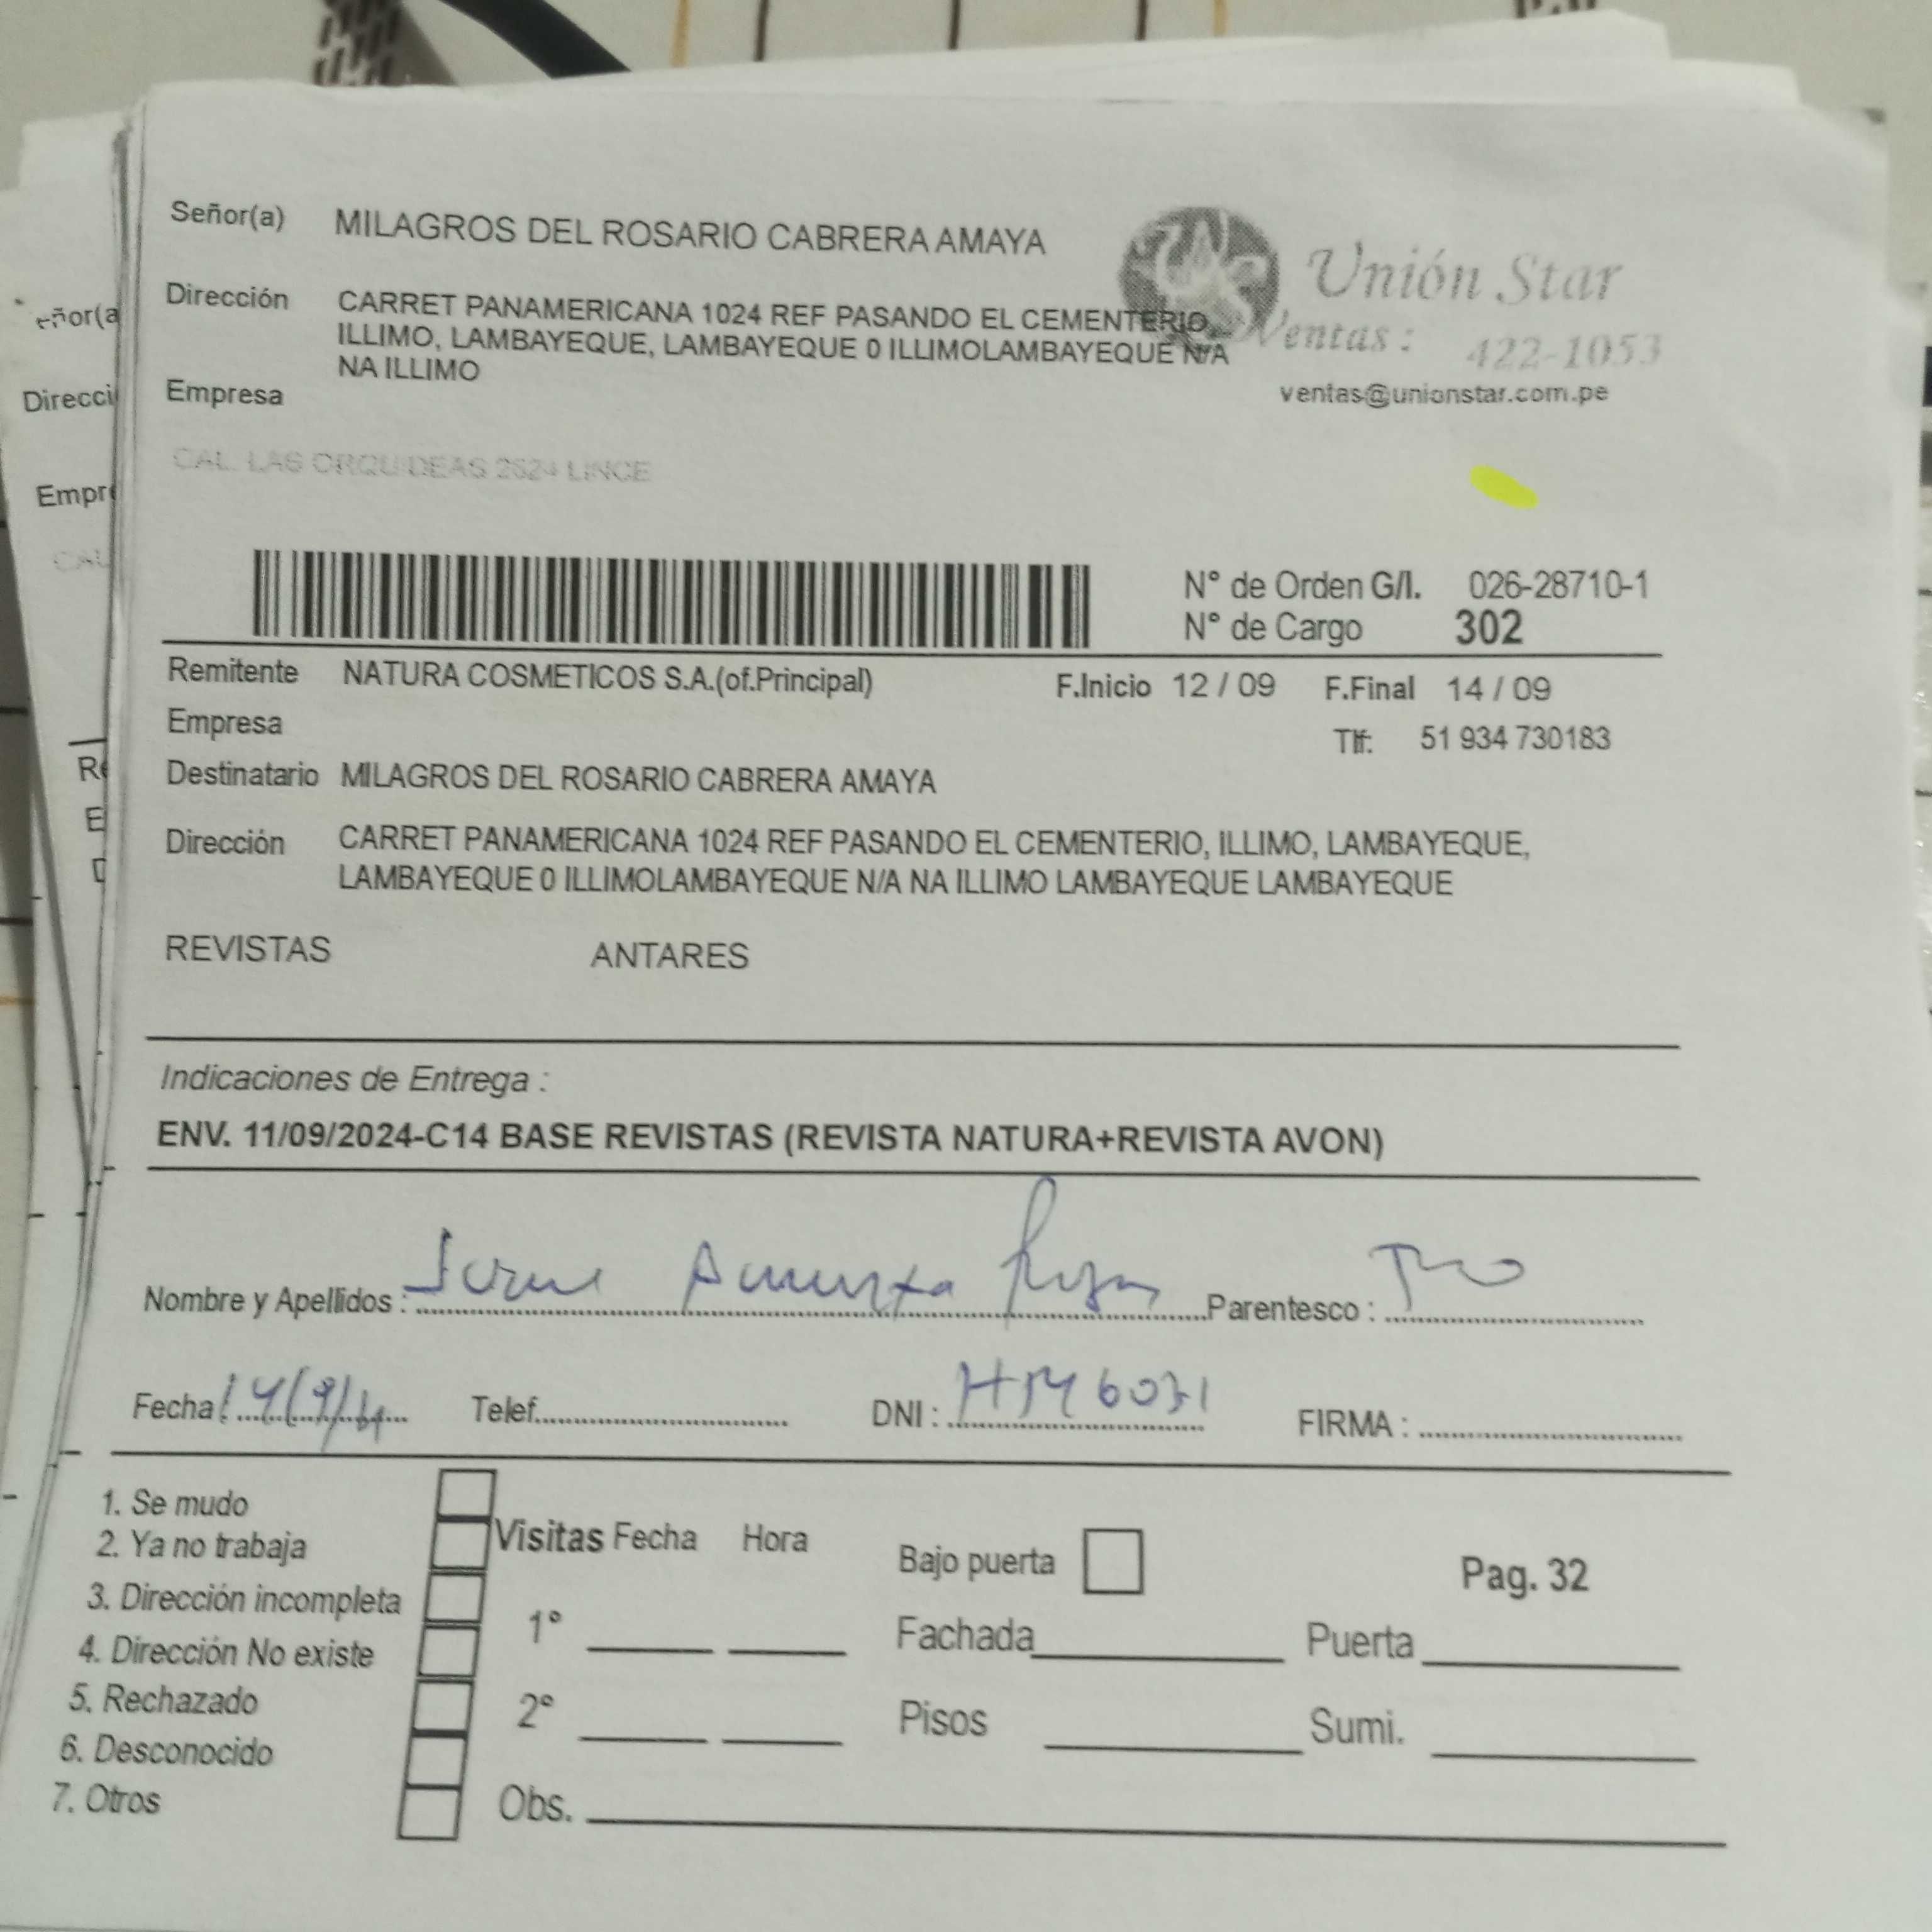 Señor(a) MILAGROS DEL ROSARIO CABRERA AMAYA
Unión Star
Dirección CARRET PANAMERICANA 1024 REF PASANDO EL CEMENTERIO,
ILLIMO, LAMBAYEQUE, LAMBAYEQUE 0 ILLIMOLAMBAYEQUE N/A
NA ILLIMO
Ventas: 422-1053
ventas@unionstar.com.pe
Empresa
CAL. LAS ORQUIDEAS 2624 LINCE
N° de Orden G/I. 026-28710-1
N° de Cargo 302
Remitente NATURA COSMETICOS S.A.(of.Principal) F.Inicio 12 / 09 F.Final 14 / 09
Empresa
Tlf: 51 934 730183
Destinatario MILAGROS DEL ROSARIO CABRERA AMAYA
Dirección CARRET PANAMERICANA 1024 REF PASANDO EL CEMENTERIO, ILLIMO, LAMBAYEQUE,
LAMBAYEQUE 0 ILLIMOLAMBAYEQUE N/A NA ILLIMO LAMBAYEQUE LAMBAYEQUE
REVISTAS ANTARES
Indicaciones de Entrega :
ENV. 11/09/2024-C14 BASE REVISTAS (REVISTA NATURA+REVISTA AVON)
Nombre y Apellidos : Parentesco :
Fecha Telef. DNI : FIRMA :
1. Se mudo
2. Ya no trabaja
3. Dirección incompleta
4. Dirección No existe
5. Rechazado
6. Desconocido
7. Otros
Visitas Fecha Hora
1°
2°
Obs.
Bajo puerta
Pag. 32
Fachada Puerta
Pisos Sumi.